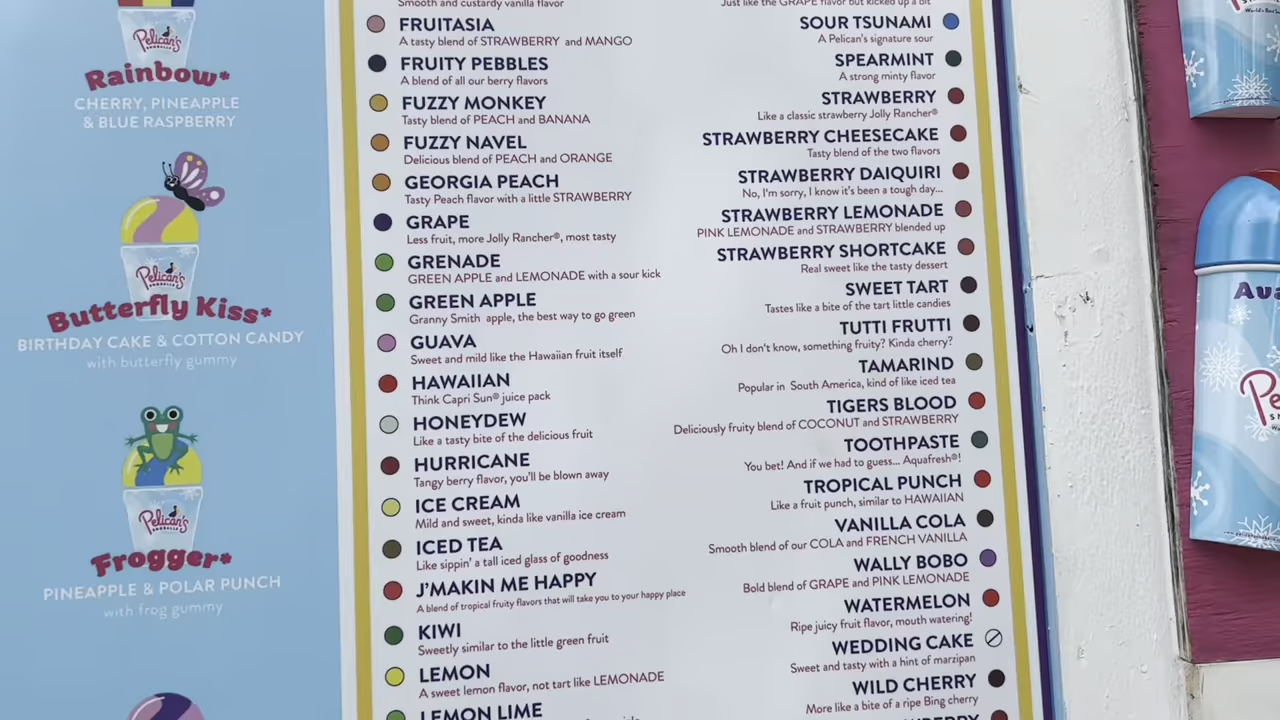 Pelican's
SNOBALLS
Rainbow*
CHERRY, PINEAPPLE
& BLUE RASPBERRY
Pelican's
SNOBALLS
Butterfly Kiss*
BIRTHDAY CAKE & COTTON CANDY
with butterfly gummy
Pelican's
SNOBALLS
Frogger*
PINEAPPLE & POLAR PUNCH
with frog gummy
Smooth and custardy vanilla flavor
FRUITASIA
A tasty blend of STRAWBERRY and MANGO
FRUITY PEBBLES
A blend of all our berry flavors
FUZZY MONKEY
Tasty blend of PEACH and BANANA
FUZZY NAVEL
Delicious blend of PEACH and ORANGE
GEORGIA PEACH
Tasty Peach flavor with a little STRAWBERRY
GRAPE
Less fruit, more Jolly Rancher®, most tasty
GRENADE
GREEN APPLE and LEMONADE with a sour kick
GREEN APPLE
Granny Smith apple, the best way to go green
GUAVA
Sweet and mild like the Hawaiian fruit itself
HAWAIIAN
Think Capri Sun® juice pack
HONEYDEW
Like a tasty bite of the delicious fruit
HURRICANE
Tangy berry flavor, you'll be blown away
ICE CREAM
Mild and sweet, kinda like vanilla ice cream
ICED TEA
Like sippin' a tall iced glass of goodness
J'MAKIN ME HAPPY
A blend of tropical fruity flavors that will take you to your happy place
KIWI
Sweetly similar to the little green fruit
LEMON
A sweet lemon flavor, not tart like LEMONADE
LEMON LIME
Just like the GRAPE flavor but kicked up a bit
SOUR TSUNAMI
A Pelican's signature sour
SPEARMINT
A strong minty flavor
STRAWBERRY
Like a classic strawberry Jolly Rancher®
STRAWBERRY CHEESECAKE
Tasty blend of the two flavors
STRAWBERRY DAIQUIRI
No, I'm sorry, I know it's been a tough day...
STRAWBERRY LEMONADE
PINK LEMONADE and STRAWBERRY blended up
STRAWBERRY SHORTCAKE
Real sweet like the tasty dessert
SWEET TART
Tastes like a bite of the tart little candies
TUTTI FRUTTI
Oh I don't know, something fruity? Kinda cherry?
TAMARIND
Popular in South America, kind of like iced tea
TIGERS BLOOD
Deliciously fruity blend of COCONUT and STRAWBERRY
TOOTHPASTE
You bet! And if we had to guess... Aquafresh®!
TROPICAL PUNCH
Like a fruit punch, similar to HAWAIIAN
VANILLA COLA
Smooth blend of our COLA and FRENCH VANILLA
WALLY BOBO
Bold blend of GRAPE and PINK LEMONADE
WATERMELON
Ripe juicy fruit flavor, mouth watering!
WEDDING CAKE
Sweet and tasty with a hint of marzipan
WILD CHERRY
More like a bite of a ripe Bing cherry